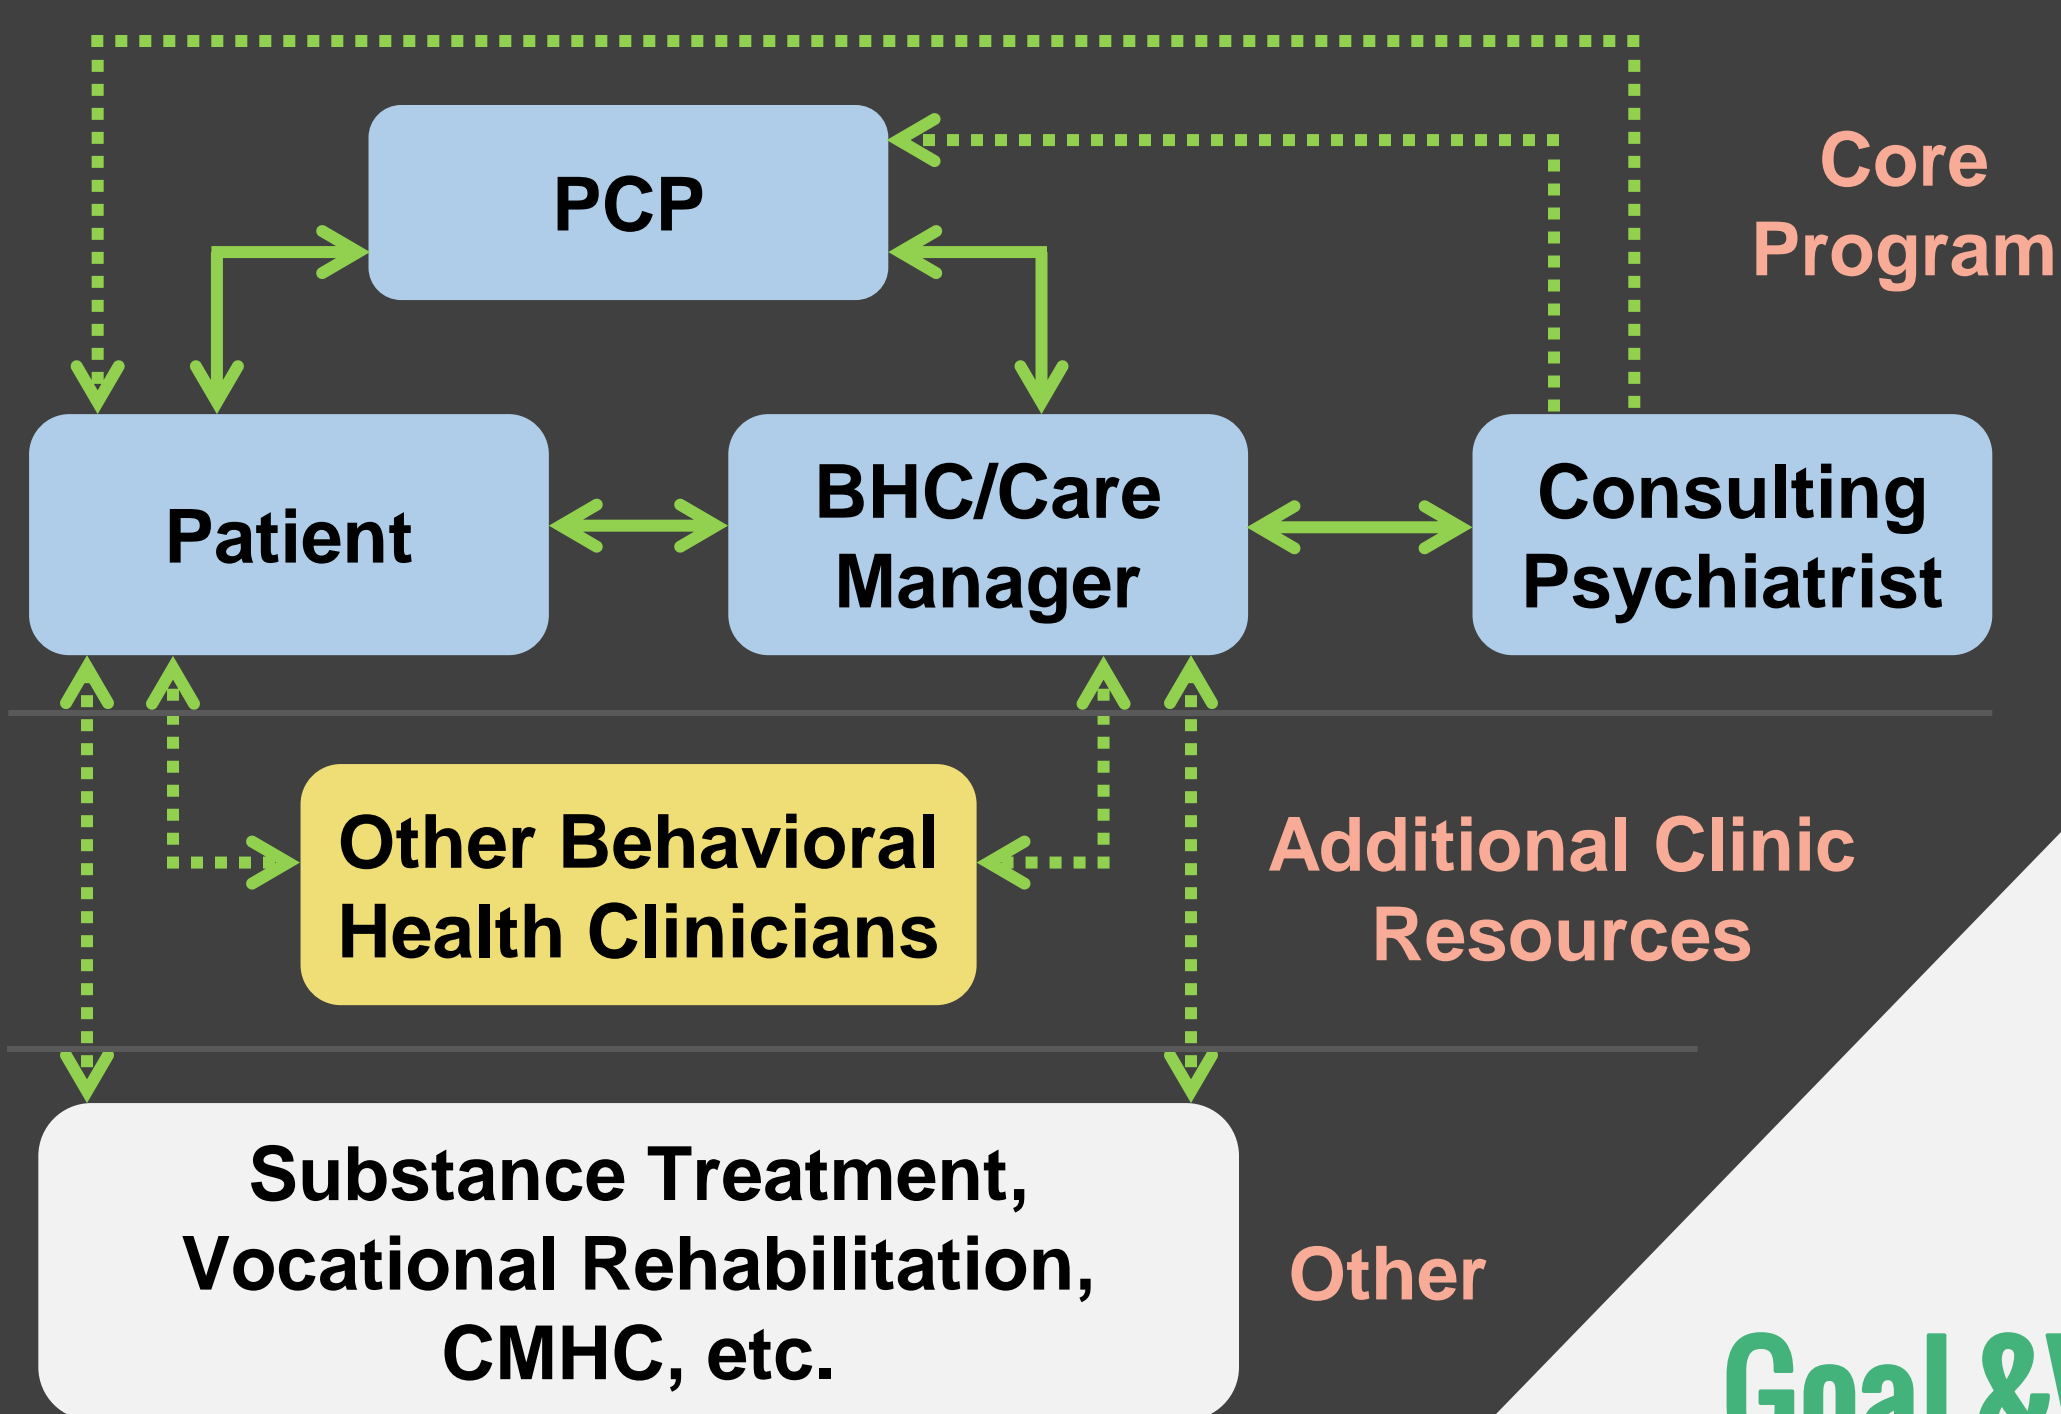 PCP
Core
Program
Patient
BHC/Care
Manager
Consulting
Psychiatrist
Other Behavioral
Health Clinicians
Additional Clinic
Resources
Substance Treatment,
Vocational Rehabilitation,
CMHC, etc.
Other
Goal &